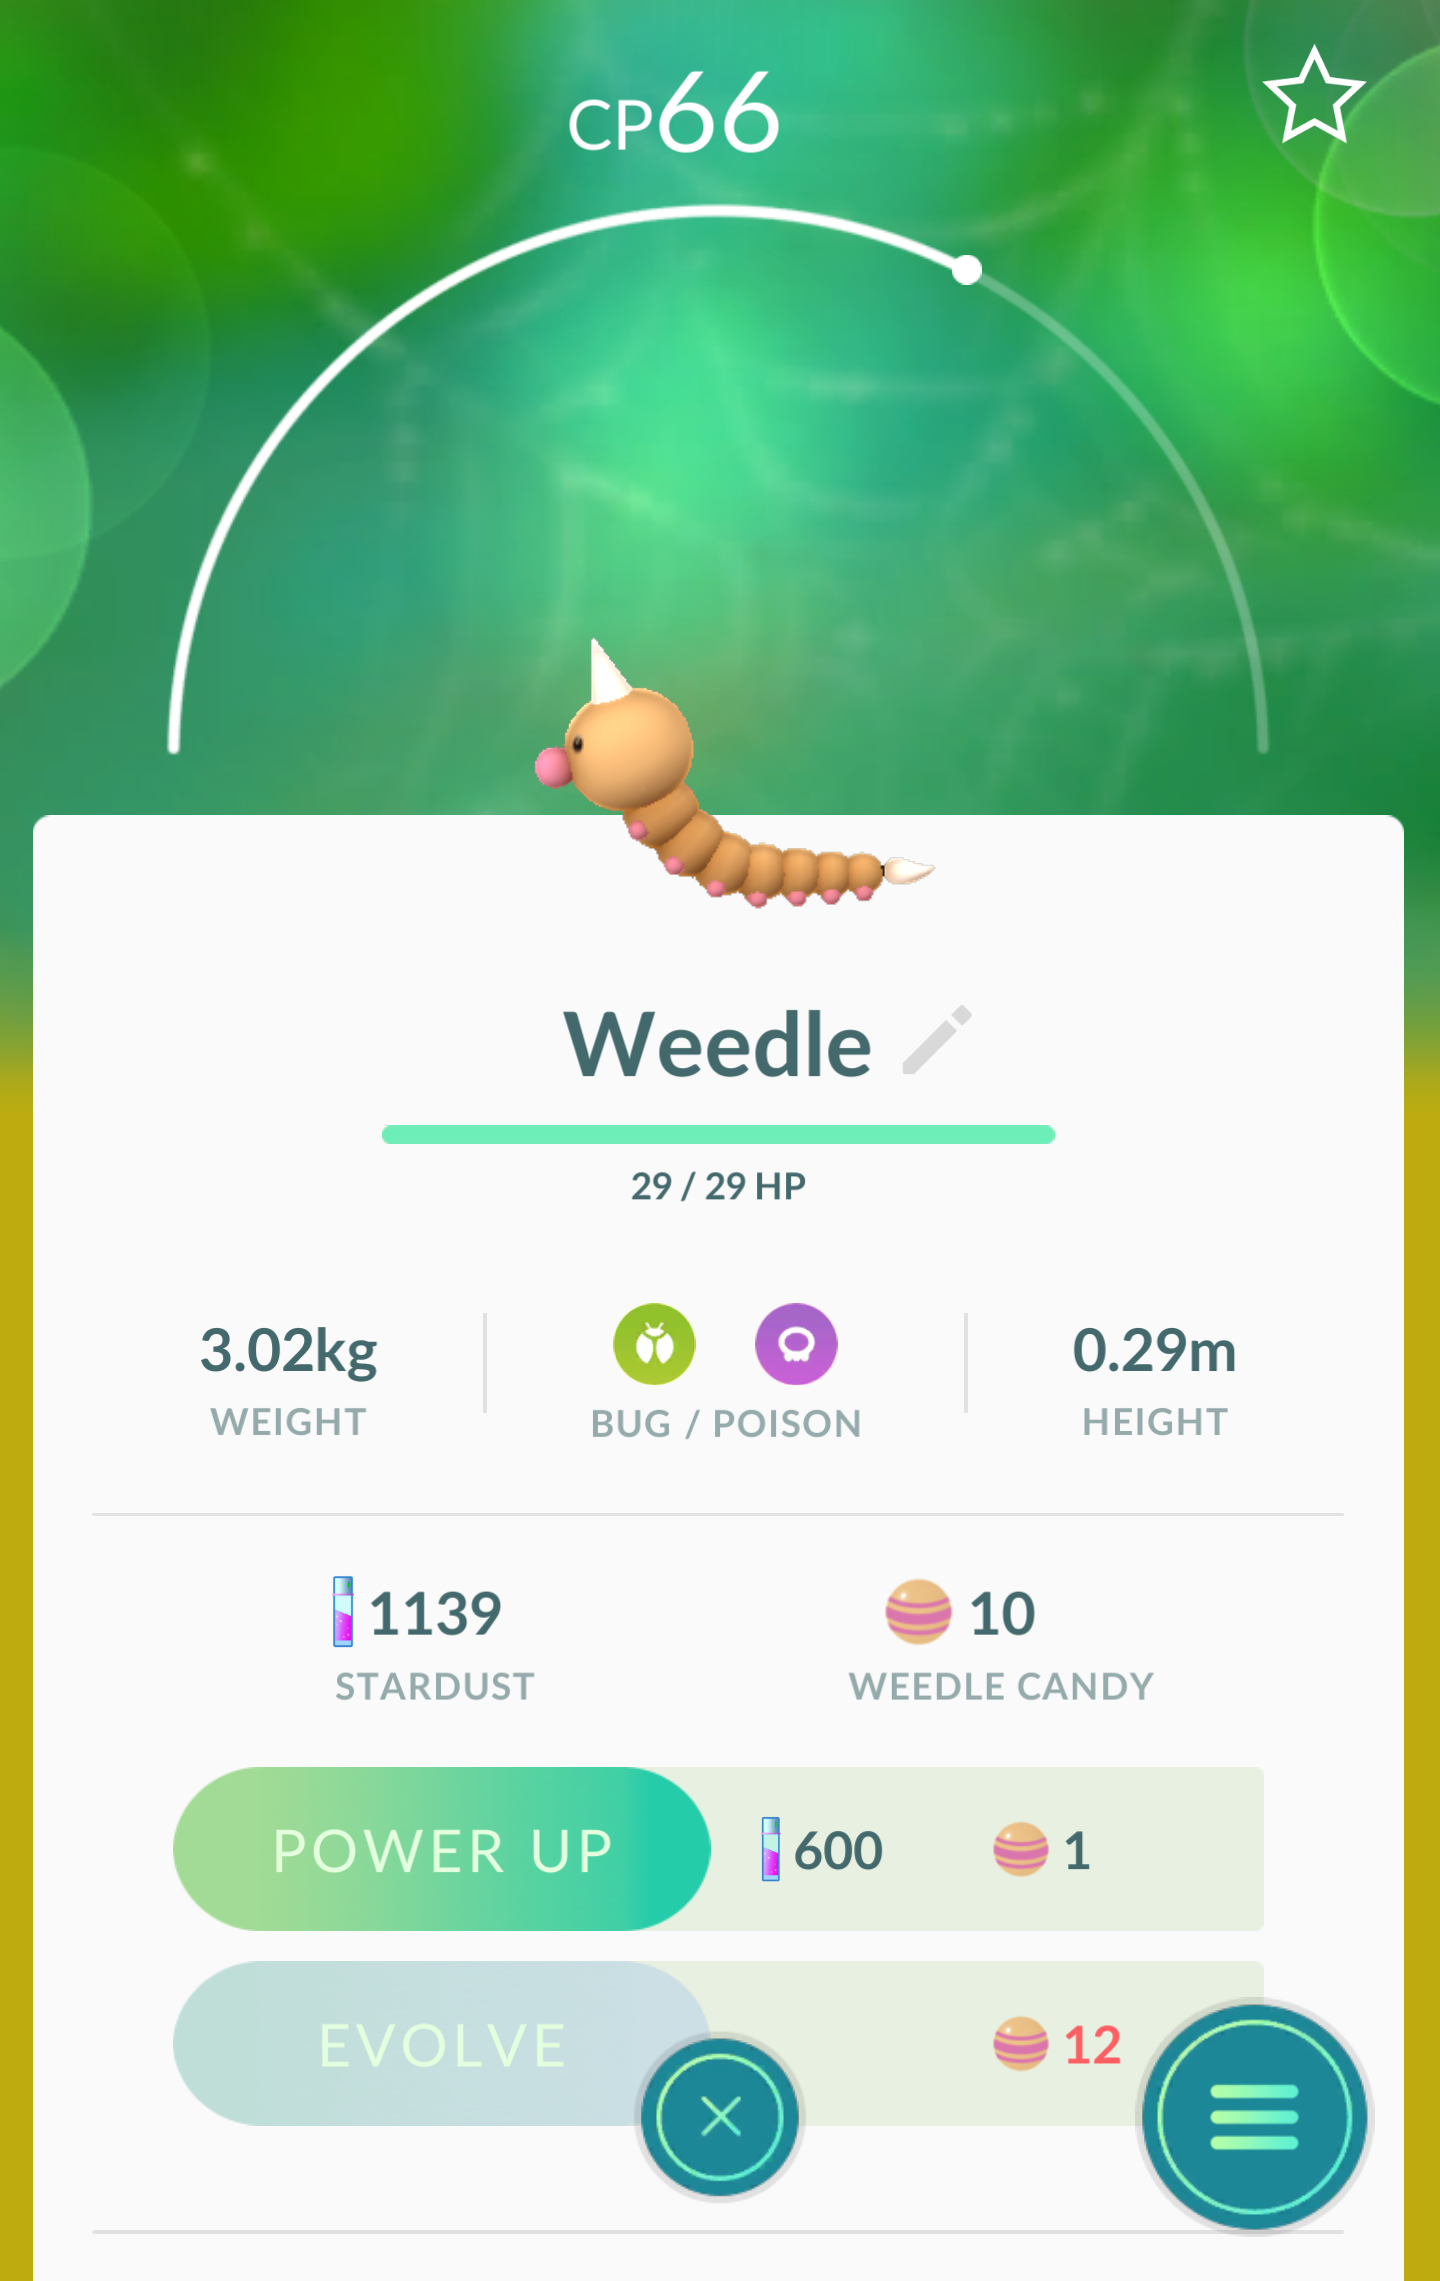 CP66
Weedle
29 / 29 HP
3.02kg
WEIGHT
BUG / POISON
0.29m
HEIGHT
1139
STARDUST
10
WEEDLE CANDY
POWER UP 600 1
EVOLVE 12